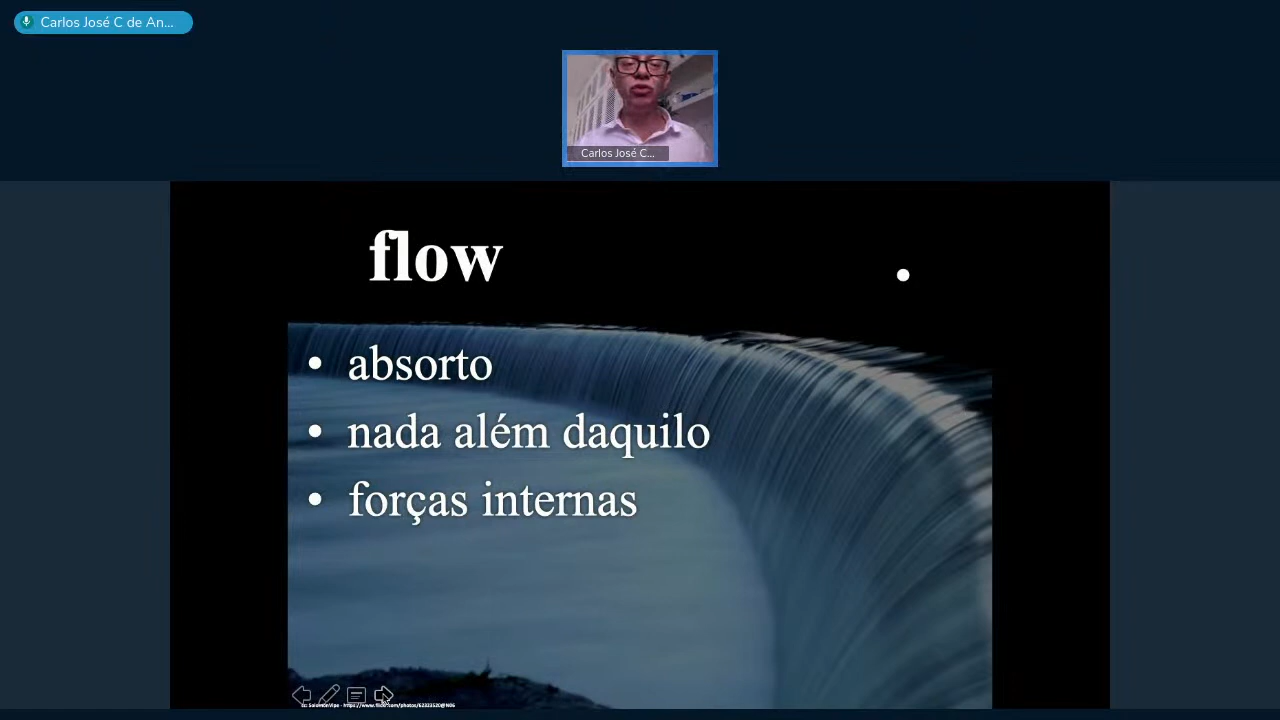 Carlos José C de An...
Carlos José C...
flow
.
• absorto
• nada além daquilo
• forças internas